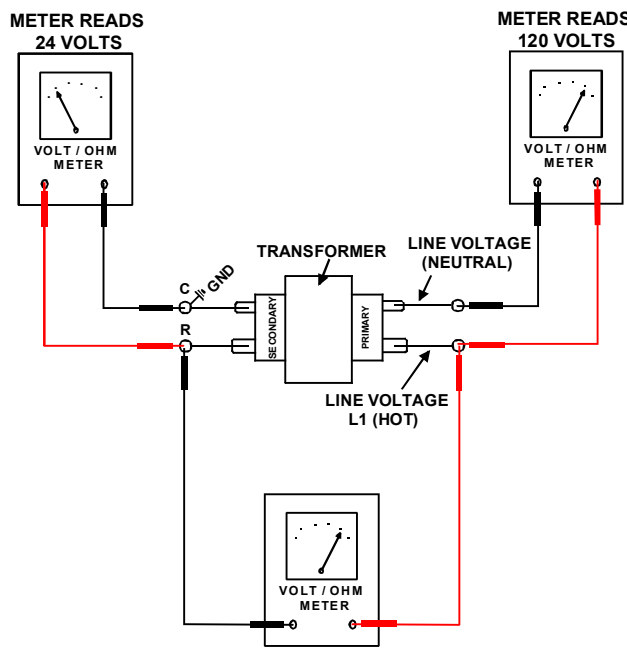 METER READS
24 VOLTS
METER READS
120 VOLTS
VOLT / OHM
METER
VOLT / OHM
METER
TRANSFORMER
LINE VOLTAGE
(NEUTRAL)
C
GND
R
SECONDARY
PRIMARY
LINE VOLTAGE
L1 (HOT)
VOLT / OHM
METER